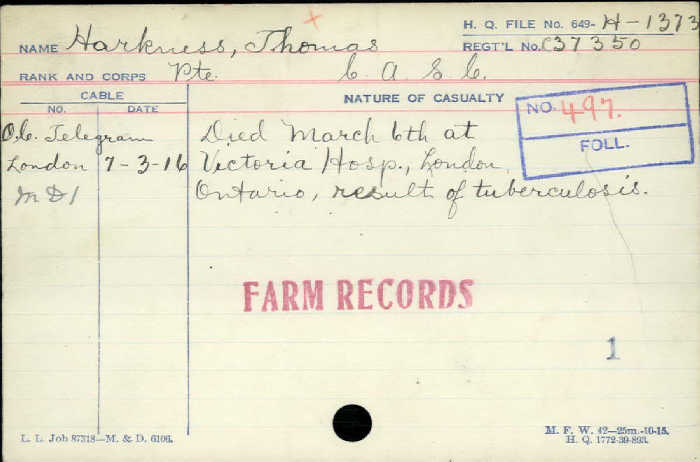 H. Q. FILE No. 649- H-1373
NAME Harkness, Thomas REGT'L No. C37350
RANK AND CORPS Pte. C. A. S. C.
CABLE
NO. DATE
NATURE OF CASUALTY
NO. 497.
FOLL.
O.C. Telegram Died March 6th at
London 7-3-16 Victoria Hosp., London,
M D 1 Ontario, result of tuberculosis.
FARM RECORDS
1
L. L. Job 87318—M. & D. 6106.
M. F. W. 42—25m.-10-15.
H. Q. 1772-39-893.